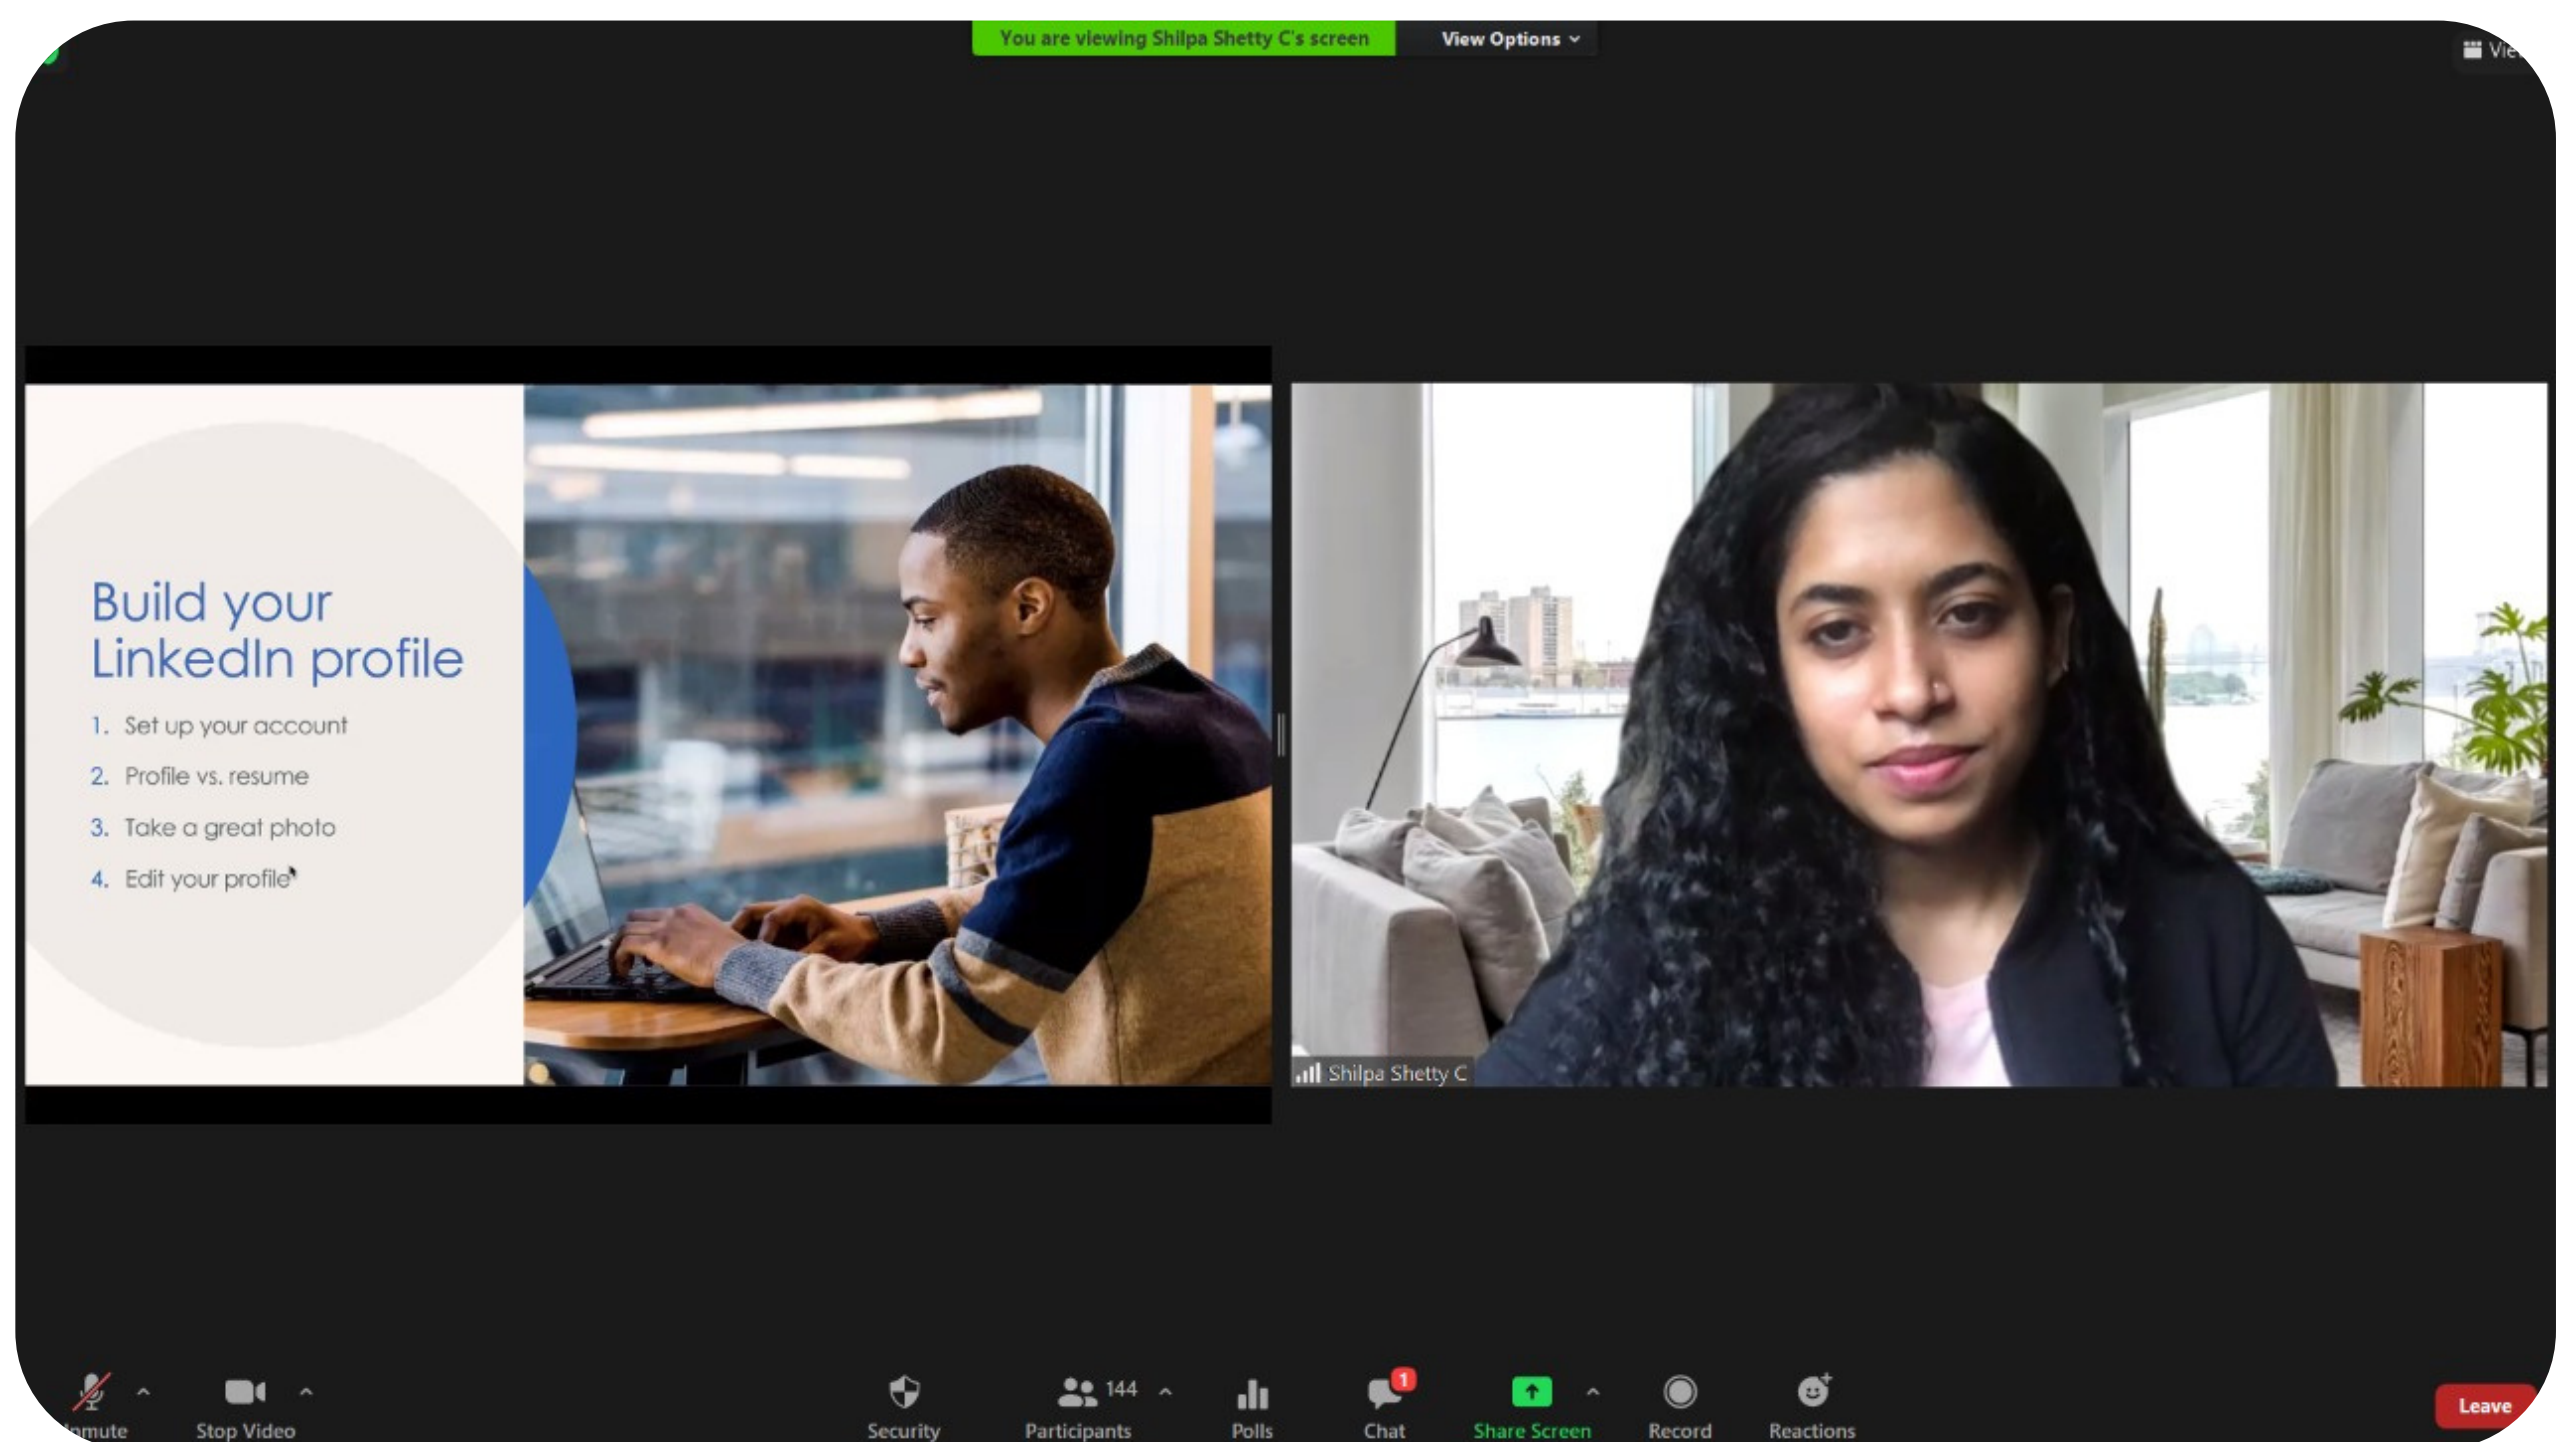 You are viewing Shilpa Shetty C's screen
View Options
Build your
LinkedIn profile
1. Set up your account
2. Profile vs. resume
3. Take a great photo
4. Edit your profile
Shilpa Shetty C
144
1
Stop Video
Security
Participants
Polls
Chat
Share Screen
Record
Reactions
Leave